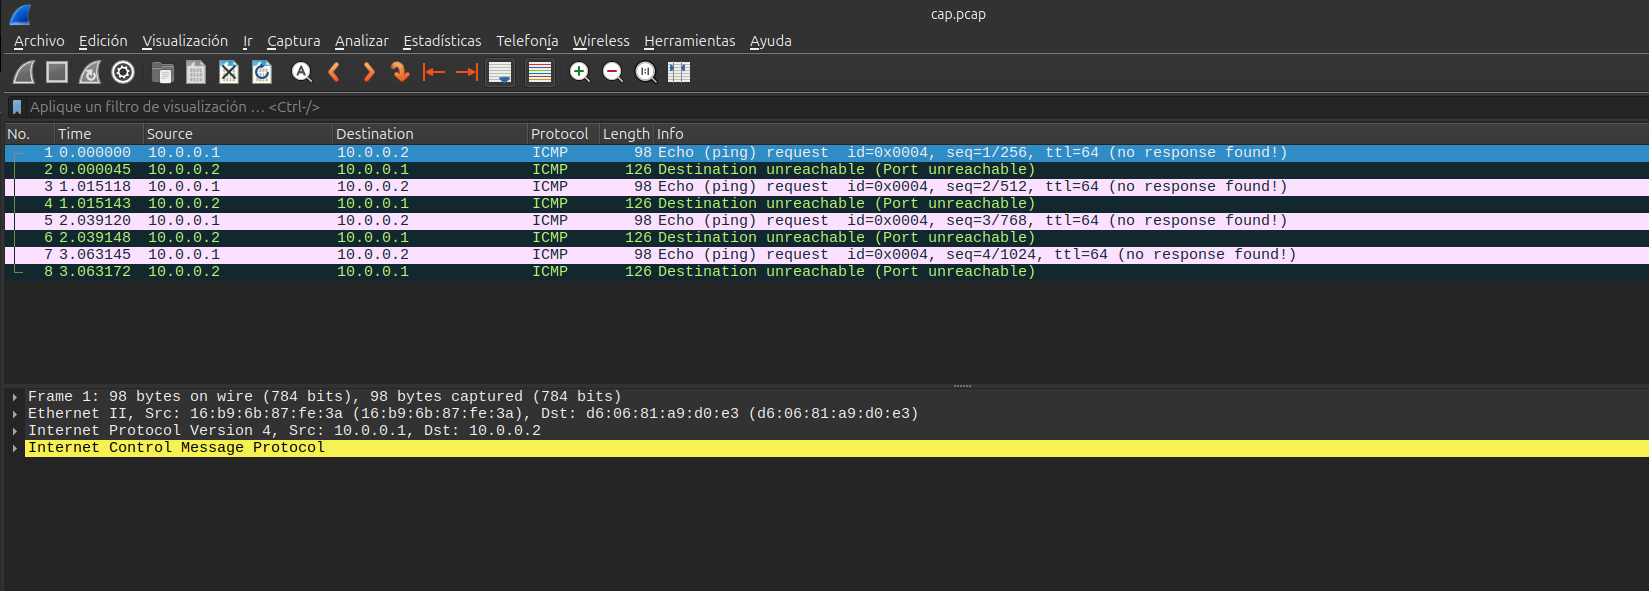 cap.pcap
Archivo Edición Visualización Ir Captura Analizar Estadísticas Telefonía Wireless Herramientas Ayuda
Aplique un filtro de visualización … <Ctrl-/>
No. Time Source Destination Protocol Length Info
1 0.000000 10.0.0.1 10.0.0.2 ICMP 98 Echo (ping) request id=0x0004, seq=1/256, ttl=64 (no response found!)
2 0.000045 10.0.0.2 10.0.0.1 ICMP 126 Destination unreachable (Port unreachable)
3 1.015118 10.0.0.1 10.0.0.2 ICMP 98 Echo (ping) request id=0x0004, seq=2/512, ttl=64 (no response found!)
4 1.015143 10.0.0.2 10.0.0.1 ICMP 126 Destination unreachable (Port unreachable)
5 2.039120 10.0.0.1 10.0.0.2 ICMP 98 Echo (ping) request id=0x0004, seq=3/768, ttl=64 (no response found!)
6 2.039148 10.0.0.2 10.0.0.1 ICMP 126 Destination unreachable (Port unreachable)
7 3.063145 10.0.0.1 10.0.0.2 ICMP 98 Echo (ping) request id=0x0004, seq=4/1024, ttl=64 (no response found!)
8 3.063172 10.0.0.2 10.0.0.1 ICMP 126 Destination unreachable (Port unreachable)
Frame 1: 98 bytes on wire (784 bits), 98 bytes captured (784 bits)
Ethernet II, Src: 16:b9:6b:87:fe:3a (16:b9:6b:87:fe:3a), Dst: d6:06:81:a9:d0:e3 (d6:06:81:a9:d0:e3)
Internet Protocol Version 4, Src: 10.0.0.1, Dst: 10.0.0.2
Internet Control Message Protocol